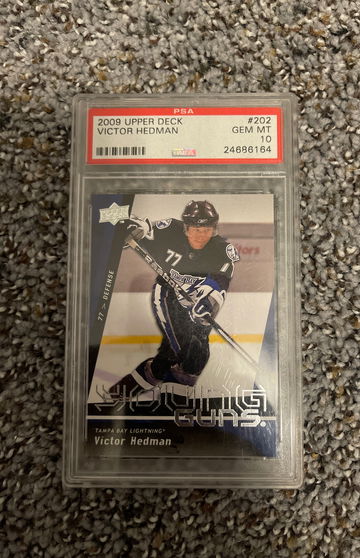 PSA
2009 UPPER DECK #202
VICTOR HEDMAN GEM MT
10
24686164
77
77 > DEFENSE
YOUNG
GUNS.
TAMPA BAY LIGHTNING®
Victor Hedman